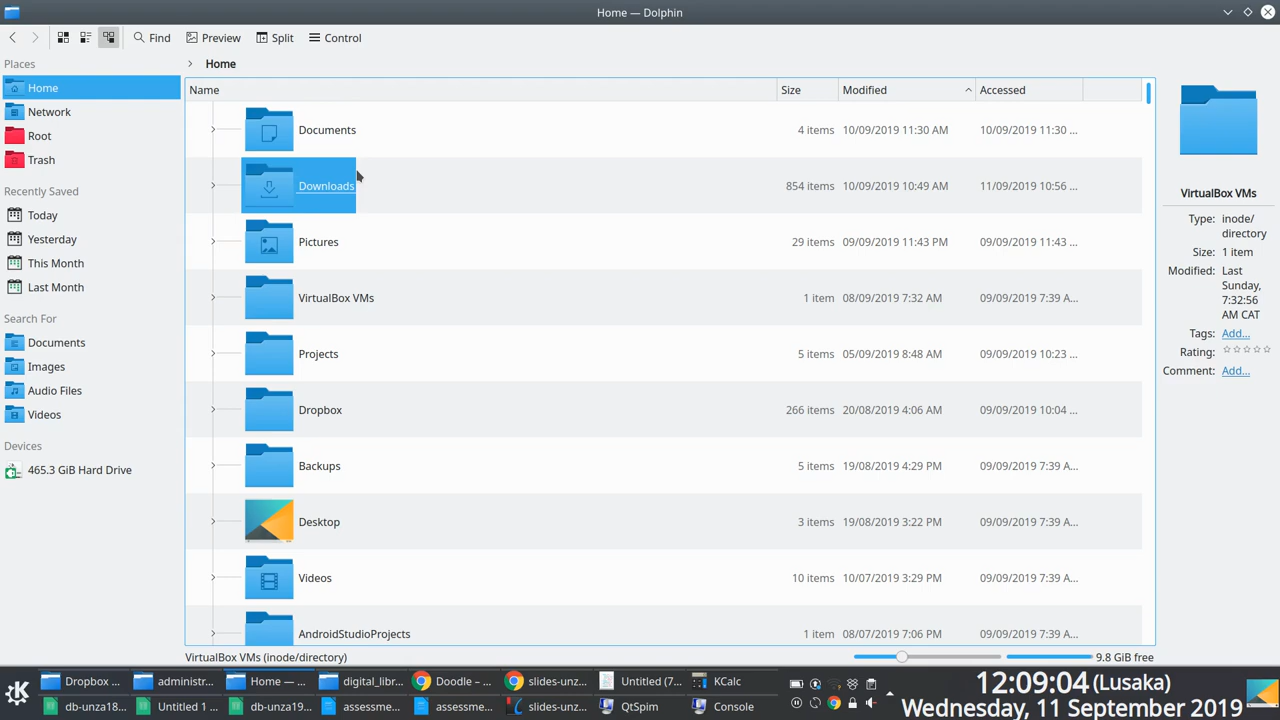 Home — Dolphin
Find
Preview
Split
Control
Places
Home
Network
Root
Trash
Recently Saved
Today
Yesterday
This Month
Last Month
Search For
Documents
Images
Audio Files
Videos
Devices
465.3 GiB Hard Drive
Home
Name Size Modified Accessed
Documents 4 items 10/09/2019 11:30 AM 10/09/2019 11:30 ...
Downloads 854 items 10/09/2019 10:49 AM 11/09/2019 10:56 ...
Pictures 29 items 09/09/2019 11:43 PM 09/09/2019 11:43 ...
VirtualBox VMs 1 item 08/09/2019 7:32 AM 09/09/2019 7:39 A...
Projects 5 items 05/09/2019 8:48 AM 09/09/2019 10:23 ...
Dropbox 266 items 20/08/2019 4:06 AM 09/09/2019 10:04 ...
Backups 5 items 19/08/2019 4:29 PM 09/09/2019 7:39 A...
Desktop 3 items 19/08/2019 3:22 PM 09/09/2019 7:39 A...
Videos 10 items 10/07/2019 3:29 PM 09/09/2019 7:39 A...
AndroidStudioProjects 1 item 08/07/2019 7:06 PM 09/09/2019 7:39 A...
VirtualBox VMs (inode/directory)
9.8 GiB free
VirtualBox VMs
Type: inode/
directory
Size: 1 item
Modified: Last
Sunday,
7:32:56
AM CAT
Tags: Add...
Rating:
Comment: Add...
Dropbox ... administr... Home — ... digital_libr... Doodle – ... slides-unz... Untitled (7... KCalc
db-unza18... Untitled 1 ... db-unza19... assessme... assessme... slides-unz... QtSpim Console
12:09:04 (Lusaka)
Wednesday, 11 September 2019